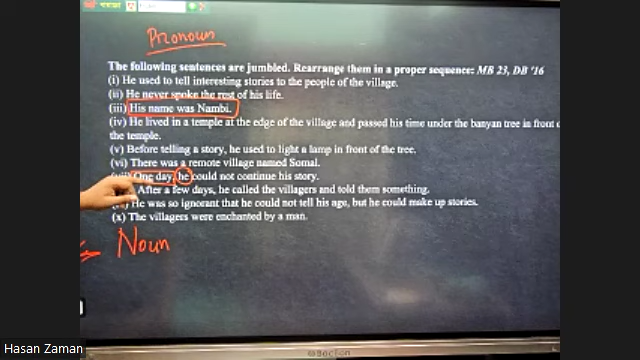 Pronoun
The following sentences are jumbled. Rearrange them in a proper sequence: MB 23, DB '16
(i) He used to tell interesting stories to the people of the village.
(ii) He never spoke the rest of his life.
(iii) His name was Nambi.
(iv) He lived in a temple at the edge of the village and passed his time under the banyan tree in front of
the temple.
(v) Before telling a story, he used to light a lamp in front of the tree.
(vi) There was a remote village named Somal.
(vii) One day, he could not continue his story.
After a few days, he called the villagers and told them something.
He was so ignorant that he could not tell his age, but he could make up stories.
(x) The villagers were enchanted by a man.
Noun
Hasan Zaman